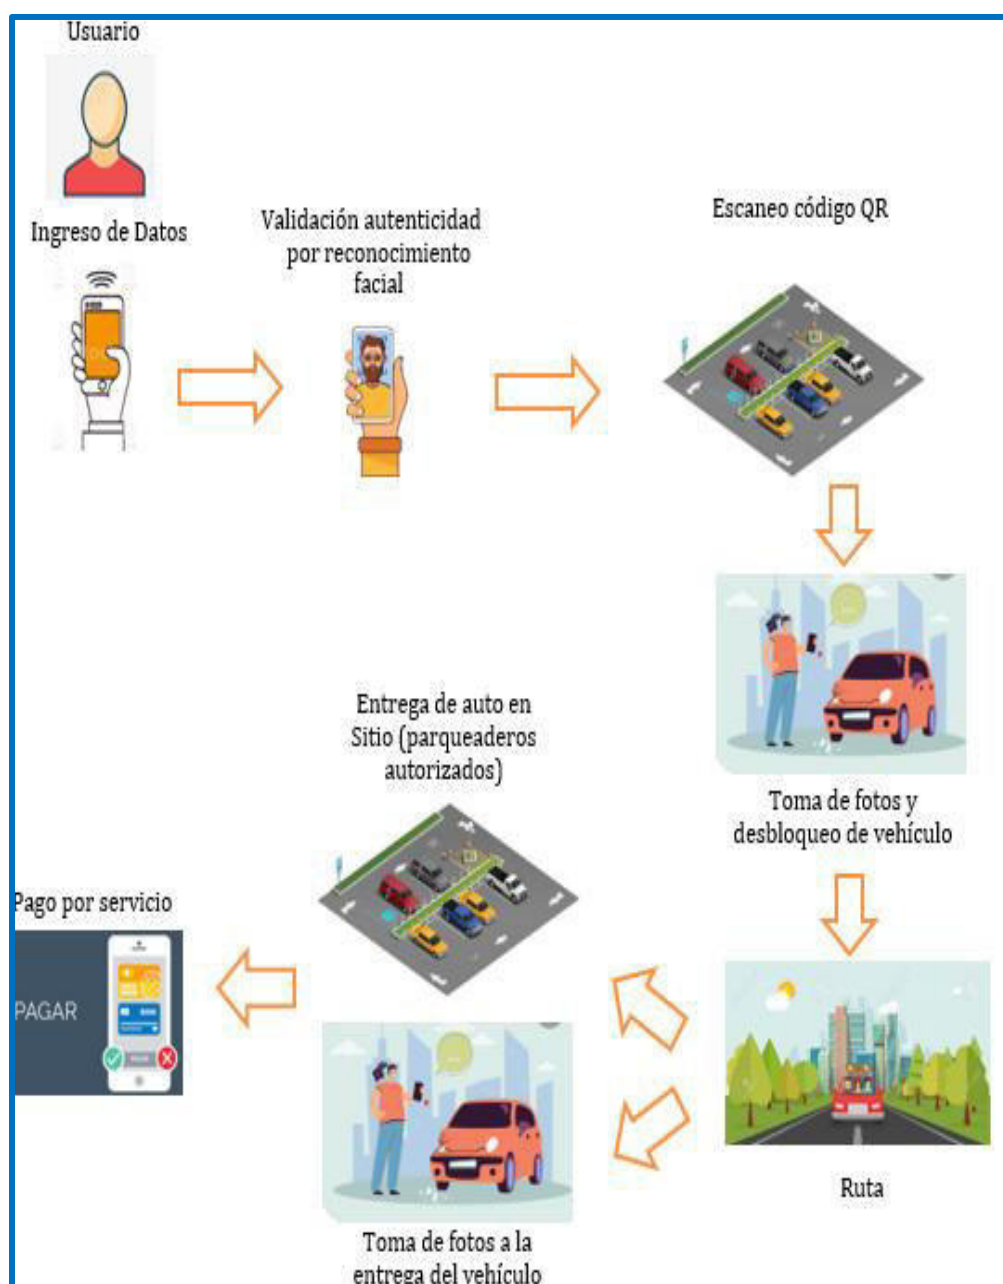 Usuario
Ingreso de Datos
Validación autenticidad
por reconocimiento
facial
Escaneo código QR
Toma de fotos y
desbloqueo de vehículo
Ruta
Entrega de auto en
Sitio (parqueaderos
autorizados)
Toma de fotos a la
entrega del vehículo
Pago por servicio
PAGAR